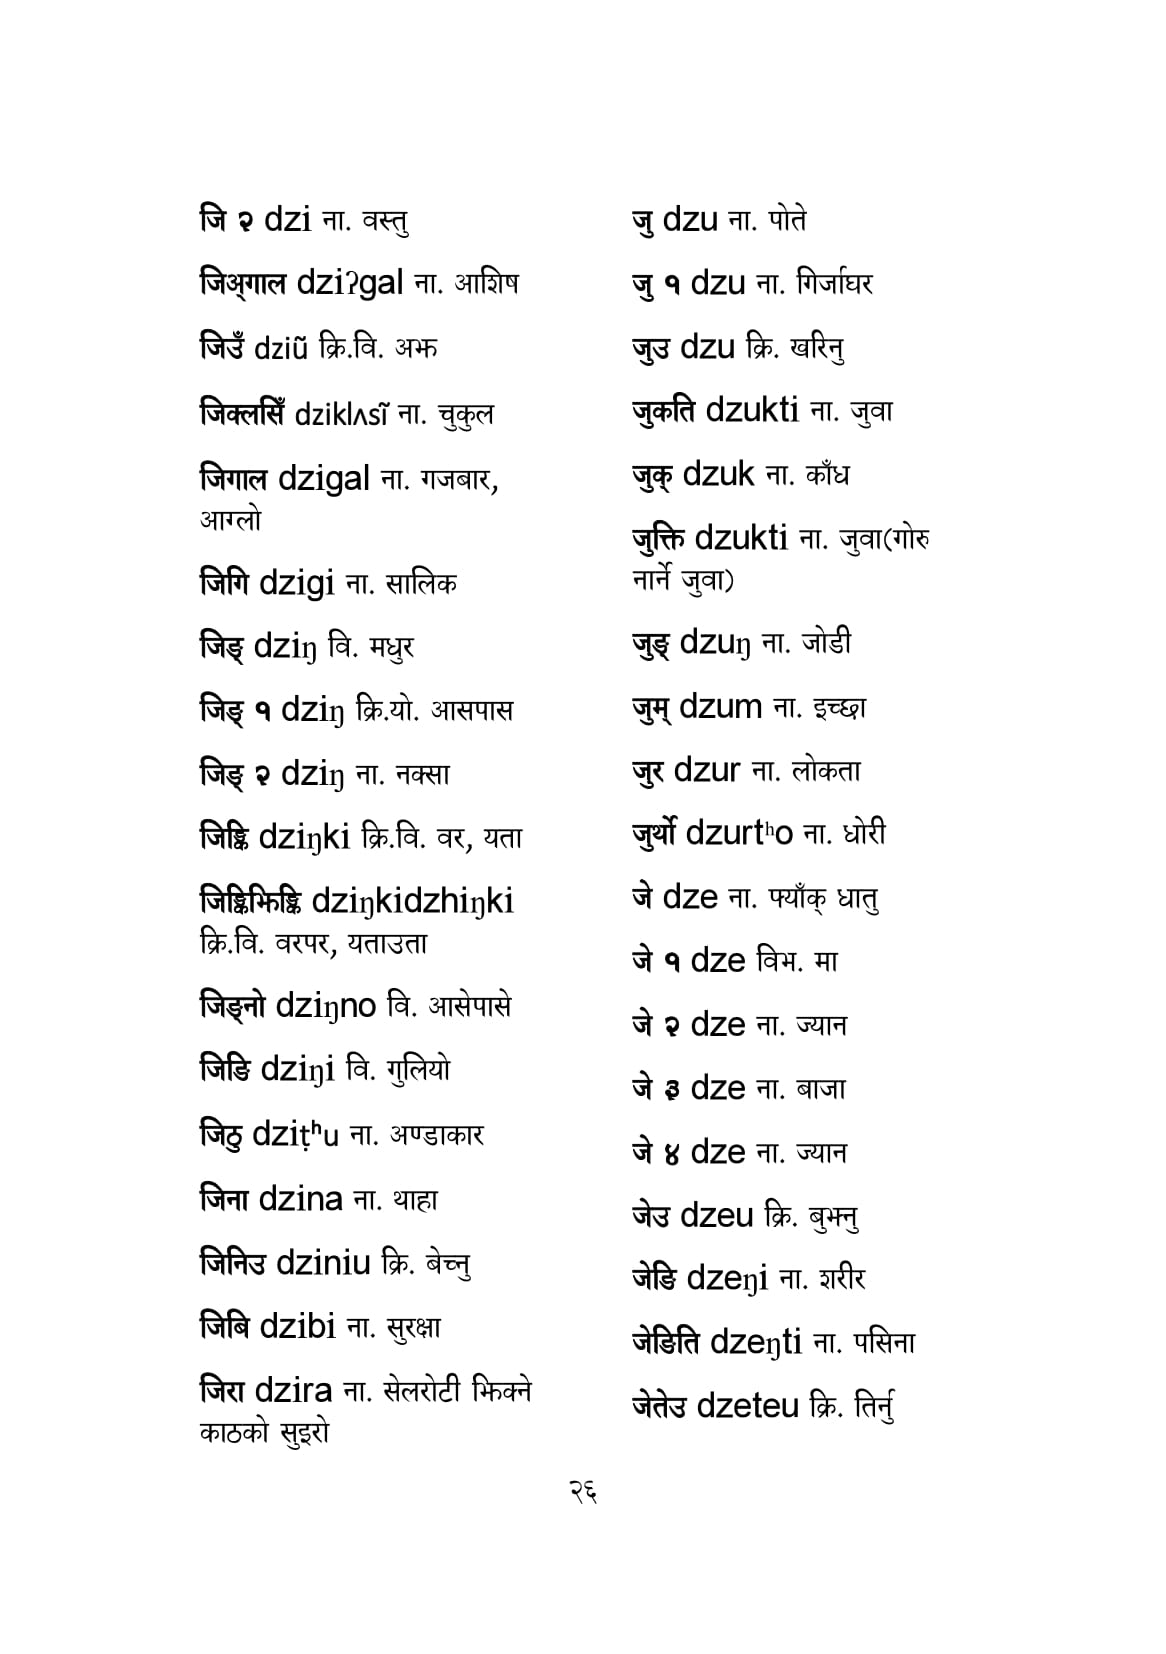 जि २ dzi ना. वस्तु
जिअ्गाल dziʔgal ना. आशिष
जिउँ dziũ क्रि.वि. अझ
जिक्लसिँ dziklʌsĩ ना. चुकुल
जिगाल dzigal ना. गजबार,
आग्लो
जिगि dzigi ना. सालिक
जिङ् dziŋ वि. मधुर
जिङ् १ dziŋ क्रि.यो. आसपास
जिङ् २ dziŋ ना. नक्सा
जिङ्कि dziŋki क्रि.वि. वर, यता
जिङ्किझिङ्कि dziŋkidzhiŋki
क्रि.वि. वरपर, यताउता
जिङ्नो dziŋno वि. आसेपासे
जिङि dziŋi वि. गुलियो
जिठु dziṭʰu ना. अण्डाकार
जिना dzina ना. थाहा
जिनिउ dziniu क्रि. बेच्नु
जिबि dzibi ना. सुरक्षा
जिरा dzira ना. सेलरोटी झिक्ने
काठको सुइरो
जु dzu ना. पोते
जु १ dzu ना. गिर्जाघर
जुउ dzu क्रि. खरिनु
जुकति dzukti ना. जुवा
जुक् dzuk ना. काँध
जुक्ति dzukti ना. जुवा(गोरु
नार्ने जुवा)
जुङ् dzuŋ ना. जोडी
जुम् dzum ना. इच्छा
जुर dzur ना. लोकता
जुर्थो dzurtʰo ना. धोरी
जे dze ना. फ्याँक् धातु
जे १ dze विभ. मा
जे २ dze ना. ज्यान
जे ३ dze ना. बाजा
जे ४ dze ना. ज्यान
जेउ dzeu क्रि. बुझ्नु
जेङि dzeŋi ना. शरीर
जेङिति dzeŋti ना. पसिना
जेतेउ dzeteu क्रि. तिर्नु
२६